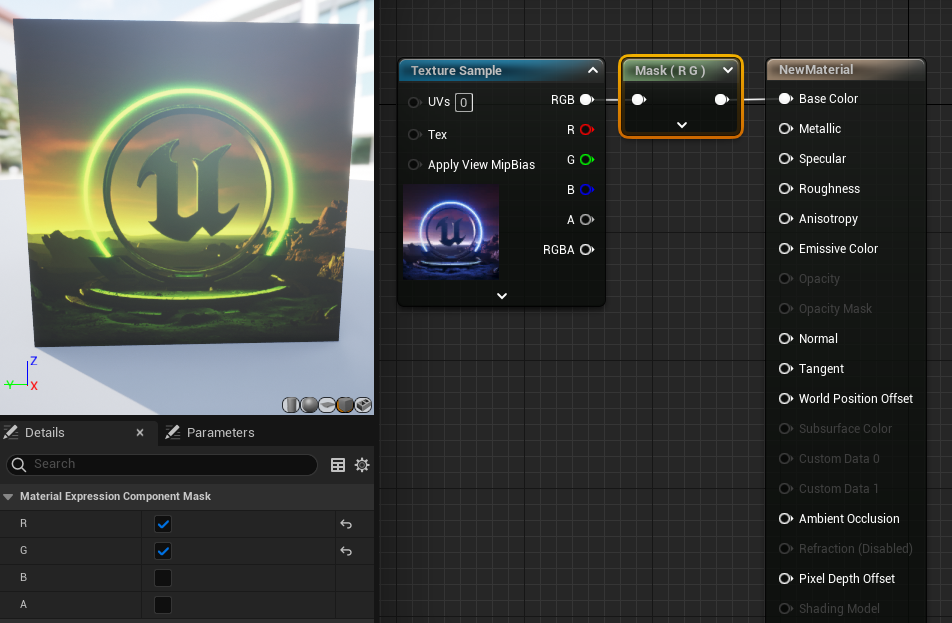 Z
Y
X
Details ×
Parameters
Search
Material Expression Component Mask
R
G
B
A
Texture Sample
UVs 0
Tex
Apply View MipBias
RGB
R
G
B
A
RGBA
Mask ( R G )
NewMaterial
Base Color
Metallic
Specular
Roughness
Anisotropy
Emissive Color
Opacity
Opacity Mask
Normal
Tangent
World Position Offset
Subsurface Color
Custom Data 0
Custom Data 1
Ambient Occlusion
Refraction (Disabled)
Pixel Depth Offset
Shading Model